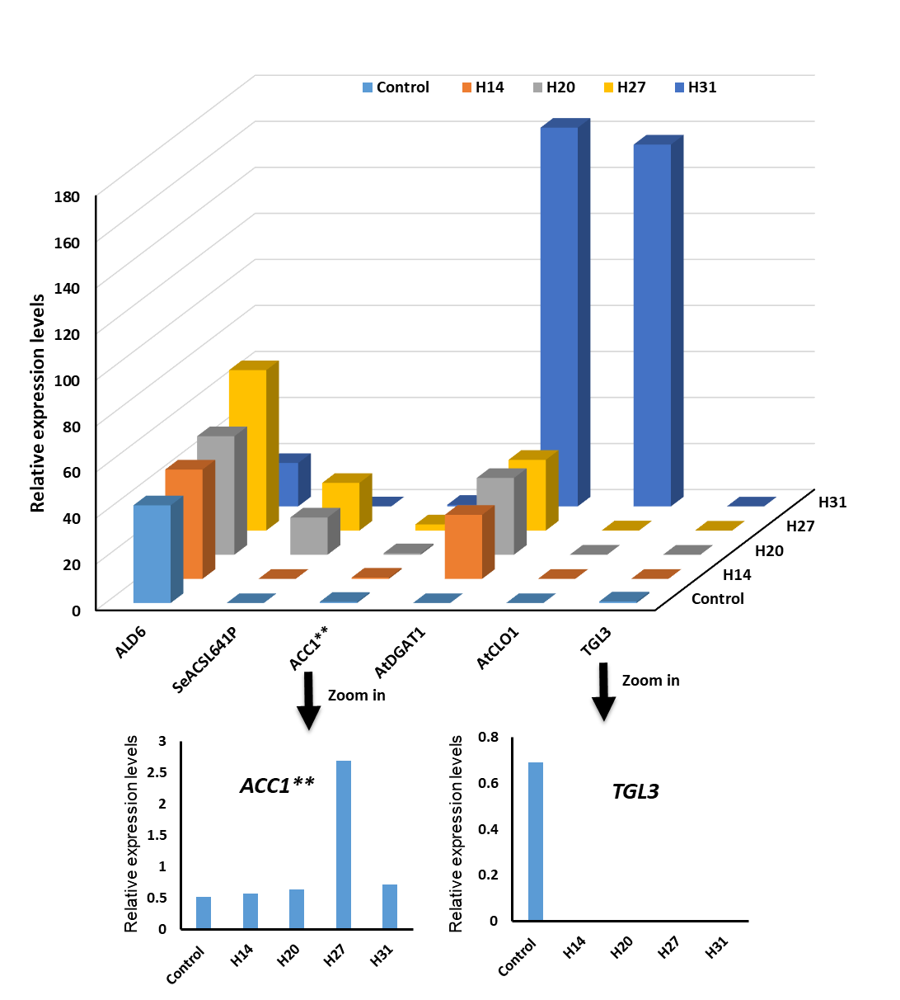 Control H14 H20 H27 H31
180
160
140
120
100
80
60
40
20
0
Relative expression levels
H31
H27
H20
H14
Control
ALD6 SeACSL641P ACC1** AtDGAT1 AtCLO1 TGL3
Zoom in
Zoom in
3
2.5
2
1.5
1
0.5
0
Relative expression levels
ACC1**
Control H14 H20 H27 H31
0.8
0.6
0.4
0.2
0
Relative expression levels
TGL3
Control H14 H20 H27 H31